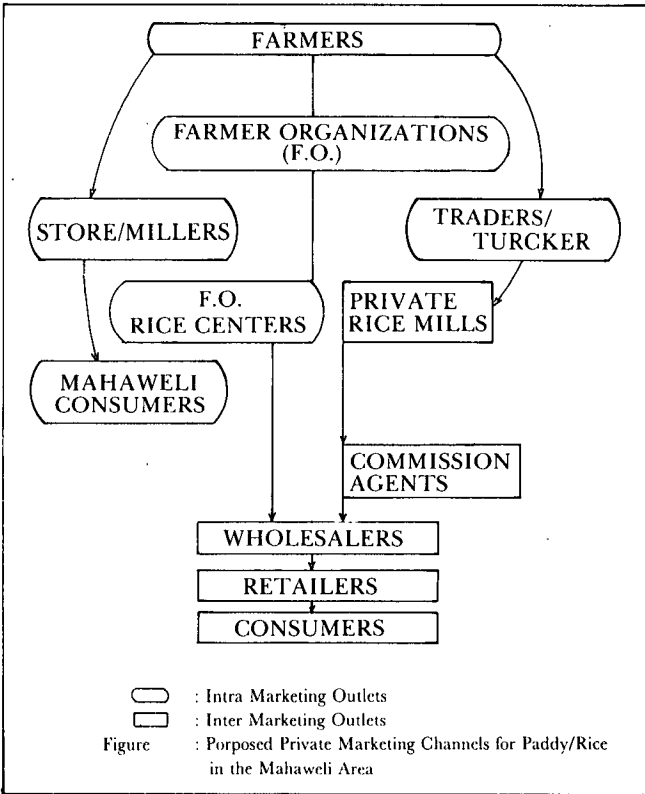 FARMERS
FARMER ORGANIZATIONS
(F.O.)
STORE/MILLERS
TRADERS/
TURCKER
F.O.
RICE CENTERS
PRIVATE
RICE MILLS
MAHAWELI
CONSUMERS
COMMISSION
AGENTS
WHOLESALERS
RETAILERS
CONSUMERS
: Intra Marketing Outlets
: Inter Marketing Outlets
Figure : Porposed Private Marketing Channels for Paddy/Rice
in the Mahaweli Area